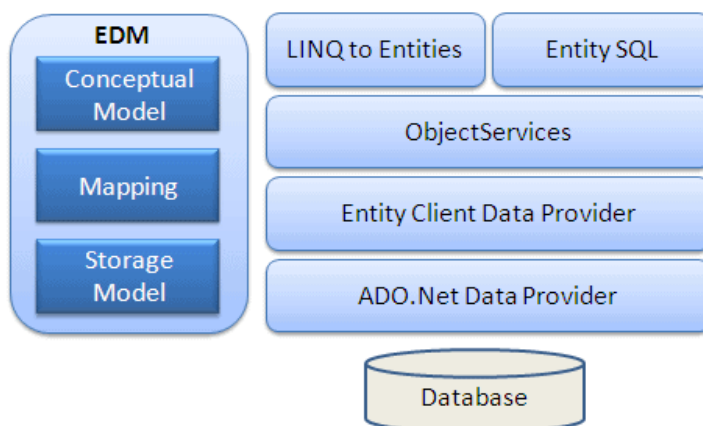 EDM
Conceptual
Model
Mapping
Storage
Model
LINQ to Entities
Entity SQL
ObjectServices
Entity Client Data Provider
ADO.Net Data Provider
Database